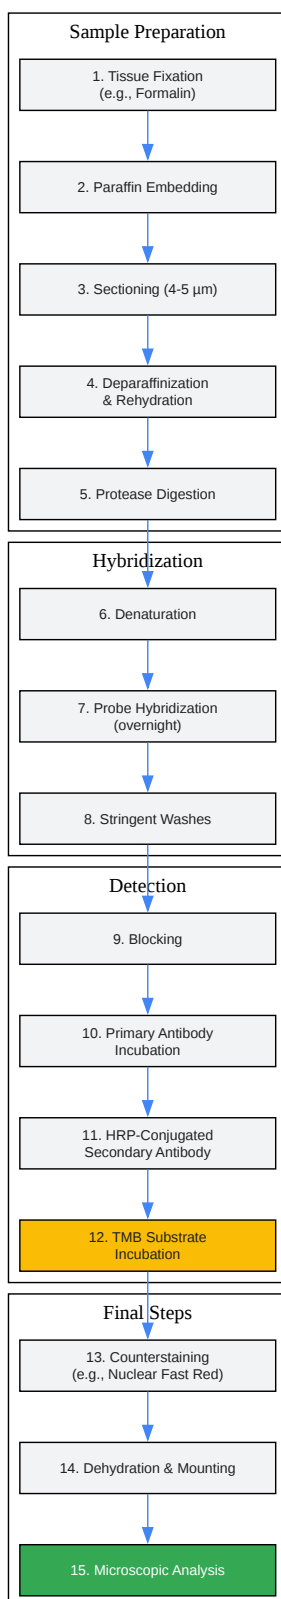 Sample Preparation
1. Tissue Fixation
(e.g., Formalin)
2. Paraffin Embedding
3. Sectioning (4-5 µm)
4. Deparaffinization
& Rehydration
5. Protease Digestion
Hybridization
6. Denaturation
7. Probe Hybridization
(overnight)
8. Stringent Washes
Detection
9. Blocking
10. Primary Antibody
Incubation
11. HRP-Conjugated
Secondary Antibody
12. TMB Substrate
Incubation
Final Steps
13. Counterstaining
(e.g., Nuclear Fast Red)
14. Dehydration & Mounting
15. Microscopic Analysis